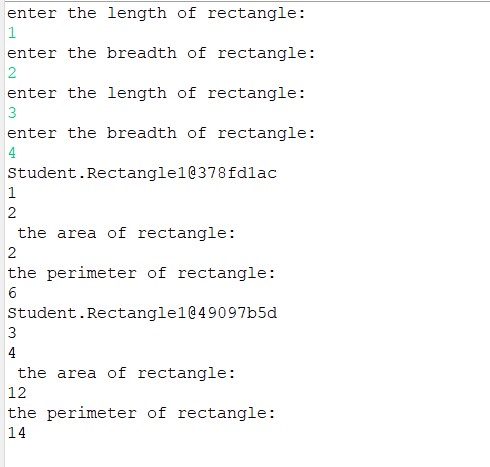 enter the length of rectangle:
1
enter the breadth of rectangle:
2
enter the length of rectangle:
3
enter the breadth of rectangle:
4
Student.Rectangle1@378fd1ac
1
2
 the area of rectangle:
2
the perimeter of rectangle:
6
Student.Rectangle1@49097b5d
3
4
 the area of rectangle:
12
the perimeter of rectangle:
14